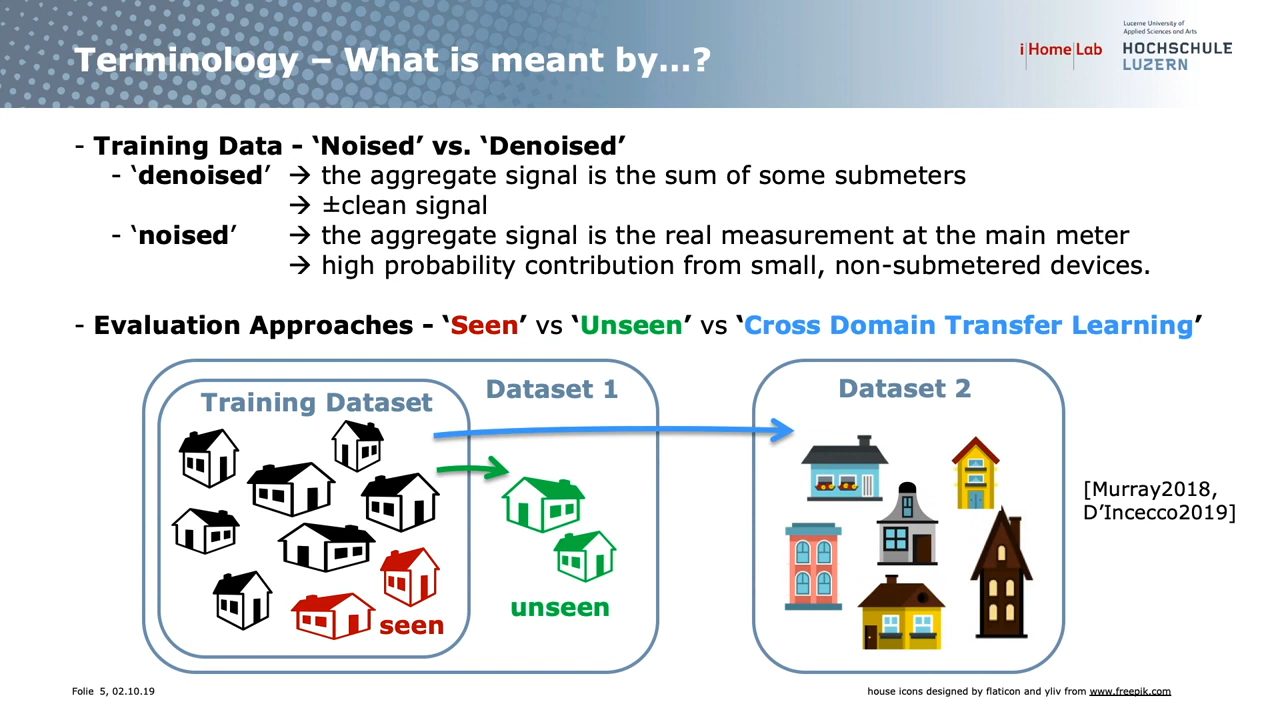 Terminology – What is meant by...?
i|Home|Lab
Lucerne University of
Applied Sciences and Arts
HOCHSCHULE
LUZERN
- Training Data - ‘Noised’ vs. ‘Denoised’
- ‘denoised’ → the aggregate signal is the sum of some submeters
→ ±clean signal
- ‘noised’ → the aggregate signal is the real measurement at the main meter
→ high probability contribution from small, non-submetered devices.
- Evaluation Approaches - ‘Seen’ vs ‘Unseen’ vs ‘Cross Domain Transfer Learning’
Training Dataset
Dataset 1
Dataset 2
seen
unseen
[Murray2018,
D’Incecco2019]
Folie 5, 02.10.19
house icons designed by flaticon and yliv from www.freepik.com